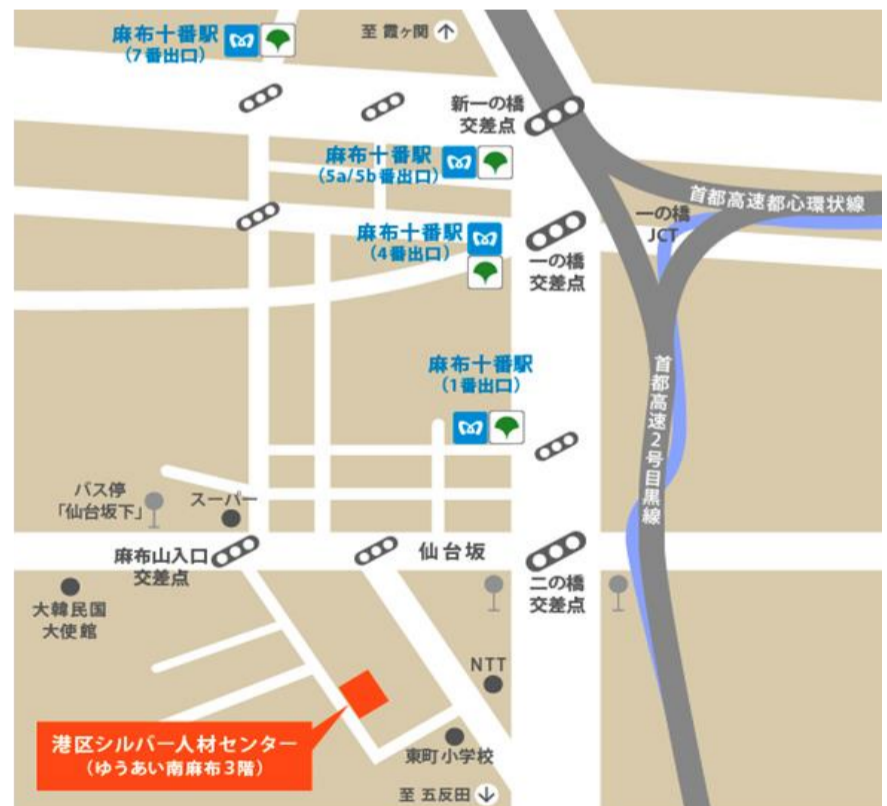 麻布十番駅
（7番出口）
至 霞ヶ関
新一の橋
交差点
麻布十番駅
（5a/5b番出口）
首都高速都心環状線
一の橋
JCT
麻布十番駅
（4番出口）
一の橋
交差点
麻布十番駅
（1番出口）
首都高速2号目黒線
バス停
「仙台坂下」
スーパー
麻布山入口
交差点
仙台坂
二の橋
交差点
大韓民国
大使館
NTT
港区シルバー人材センター
（ゆうあい南麻布3階）
東町小学校
至 五反田